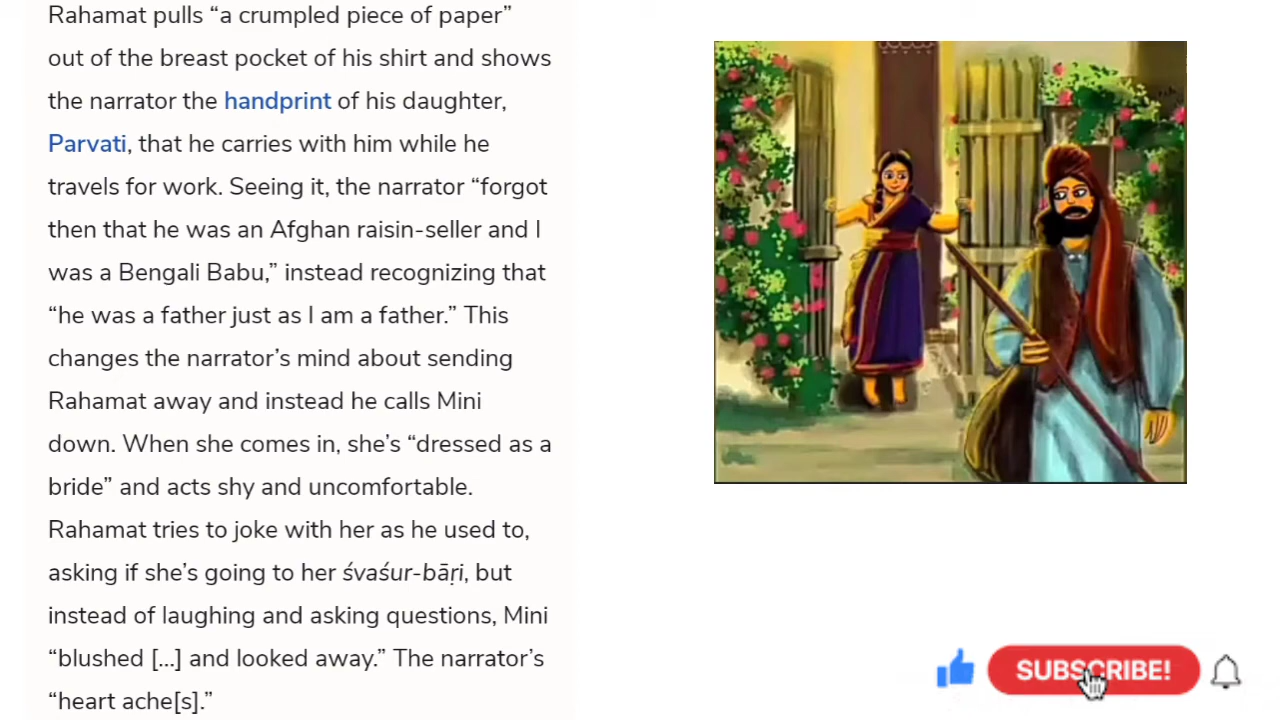 Rahamat pulls “a crumpled piece of paper”
out of the breast pocket of his shirt and shows
the narrator the handprint of his daughter,
Parvati, that he carries with him while he
travels for work. Seeing it, the narrator “forgot
then that he was an Afghan raisin-seller and I
was a Bengali Babu,” instead recognizing that
“he was a father just as I am a father.” This
changes the narrator’s mind about sending
Rahamat away and instead he calls Mini
down. When she comes in, she’s “dressed as a
bride” and acts shy and uncomfortable.
Rahamat tries to joke with her as he used to,
asking if she’s going to her śvaśur-bāṛi, but
instead of laughing and asking questions, Mini
“blushed [...] and looked away.” The narrator’s
“heart ache[s].”
SUBSCRIBE!